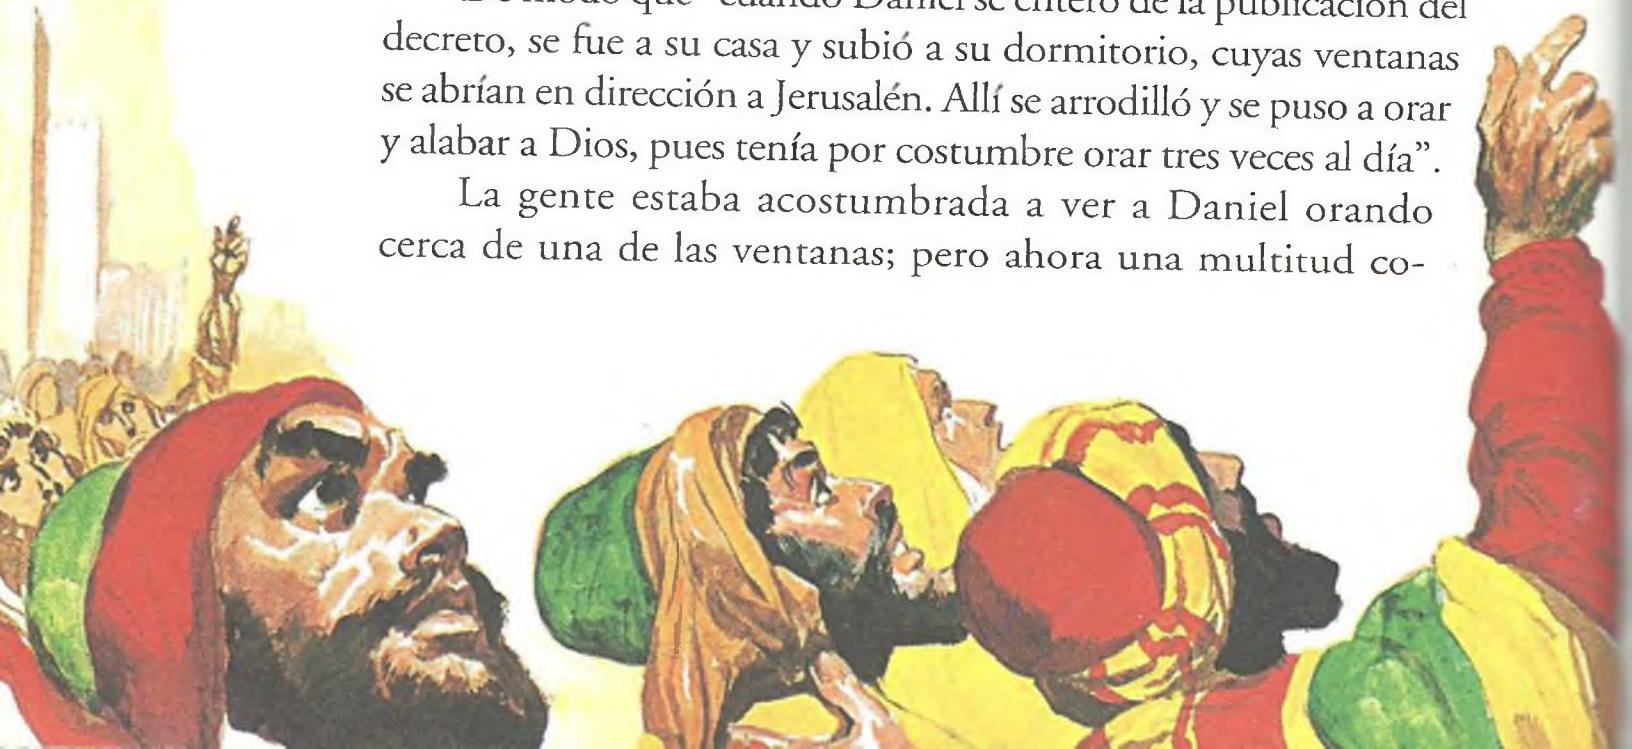 que "cuando Daniel se enteró de la publicación del
decreto, se fue a su casa y subió a su dormitorio, cuyas ventanas
se abrían en dirección a Jerusalén. Allí se arrodilló y se puso a orar
y alabar a Dios, pues tenía por costumbre orar tres veces al día".
La gente estaba acostumbrada a ver a Daniel orando
cerca de una de las ventanas; pero ahora una multitud co-